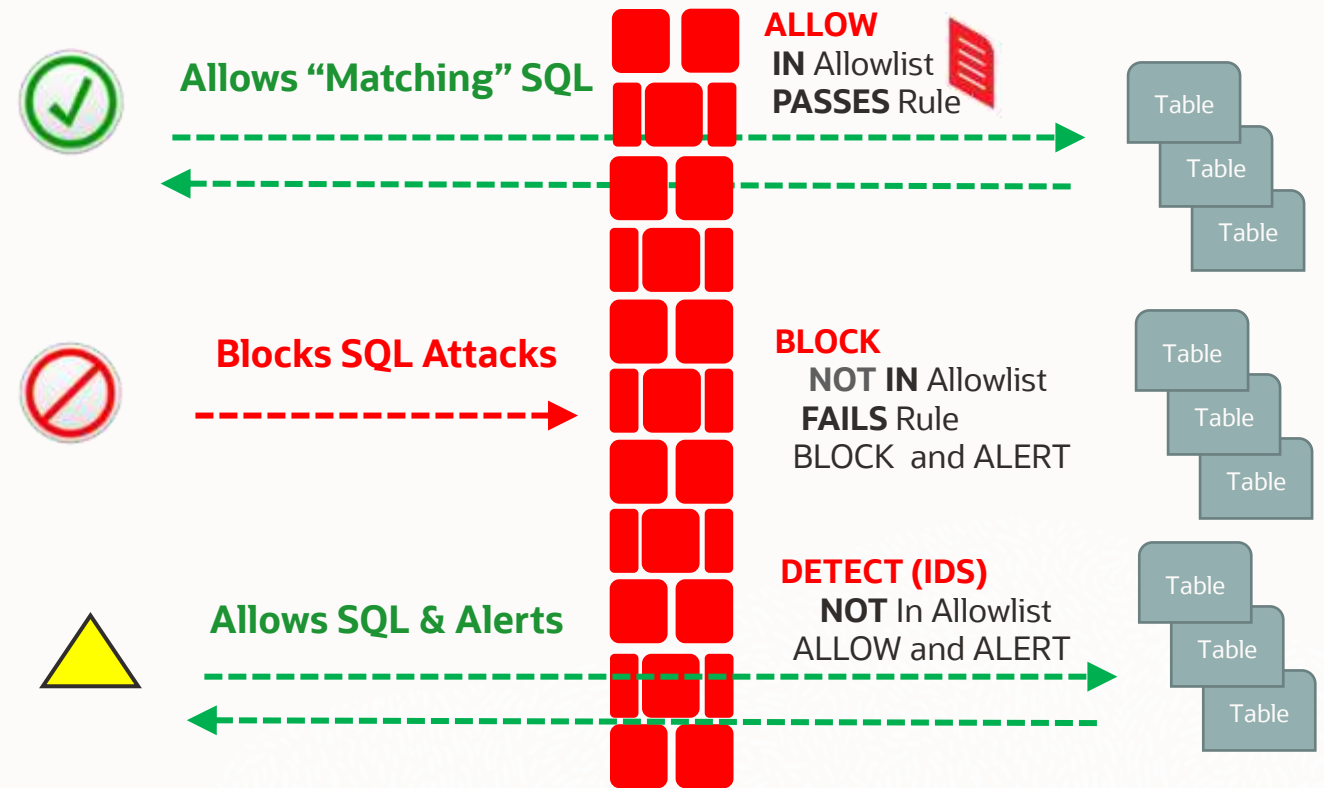 Allows “Matching” SQL
ALLOW
IN Allowlist
PASSES Rule
Table
Table
Table
Blocks SQL Attacks
BLOCK
NOT IN Allowlist
FAILS Rule
BLOCK and ALERT
Table
Table
Table
Allows SQL & Alerts
DETECT (IDS)
NOT In Allowlist
ALLOW and ALERT
Table
Table
Table